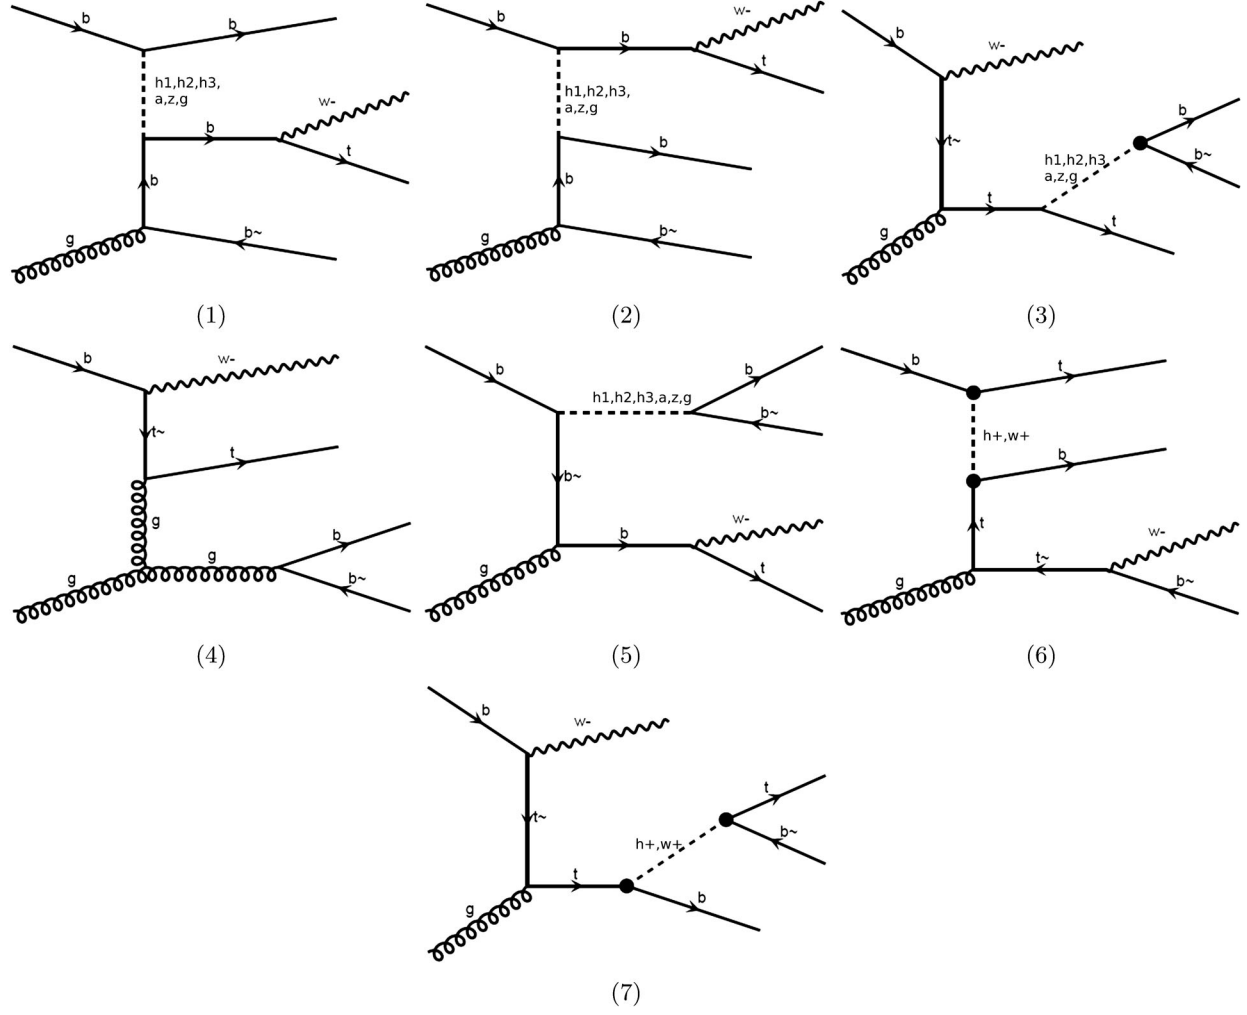 b
b
h1,h2,h3,
a,z,g
w-
b
t
b
g
b~
(1)
b
b
w-
t
h1,h2,h3,
a,z,g
b
b
g
b~
(2)
b
w-
t~
b
b~
h1,h2,h3
a,z,g
t
t
g
(3)
b
w-
t~
t
g
g
b
g
b~
(4)
b
h1,h2,h3,a,z,g
b
b~
b~
b
w-
g
t
(5)
b
t
h+,w+
b
t
t~
w-
g
b~
(6)
b
w-
t~
t
b~
h+,w+
t
b
g
(7)